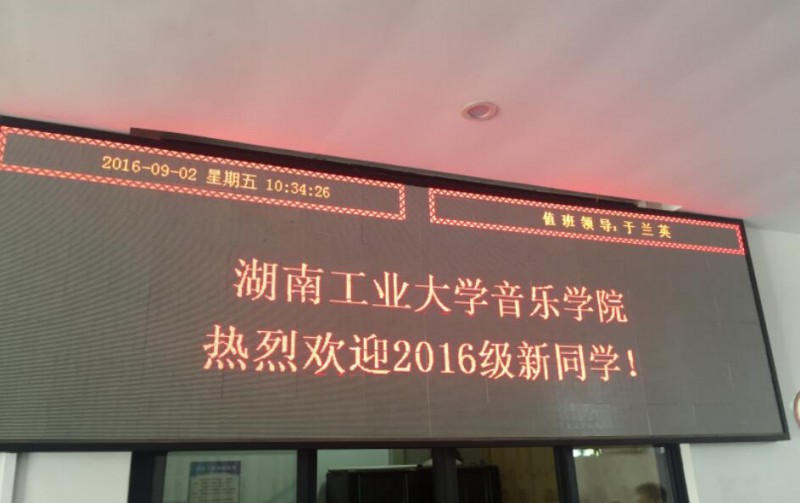 2016-09-02 星期五 10:34:26
值班领导:于兰英
湖南工业大学音乐学院
热烈欢迎2016级新同学!